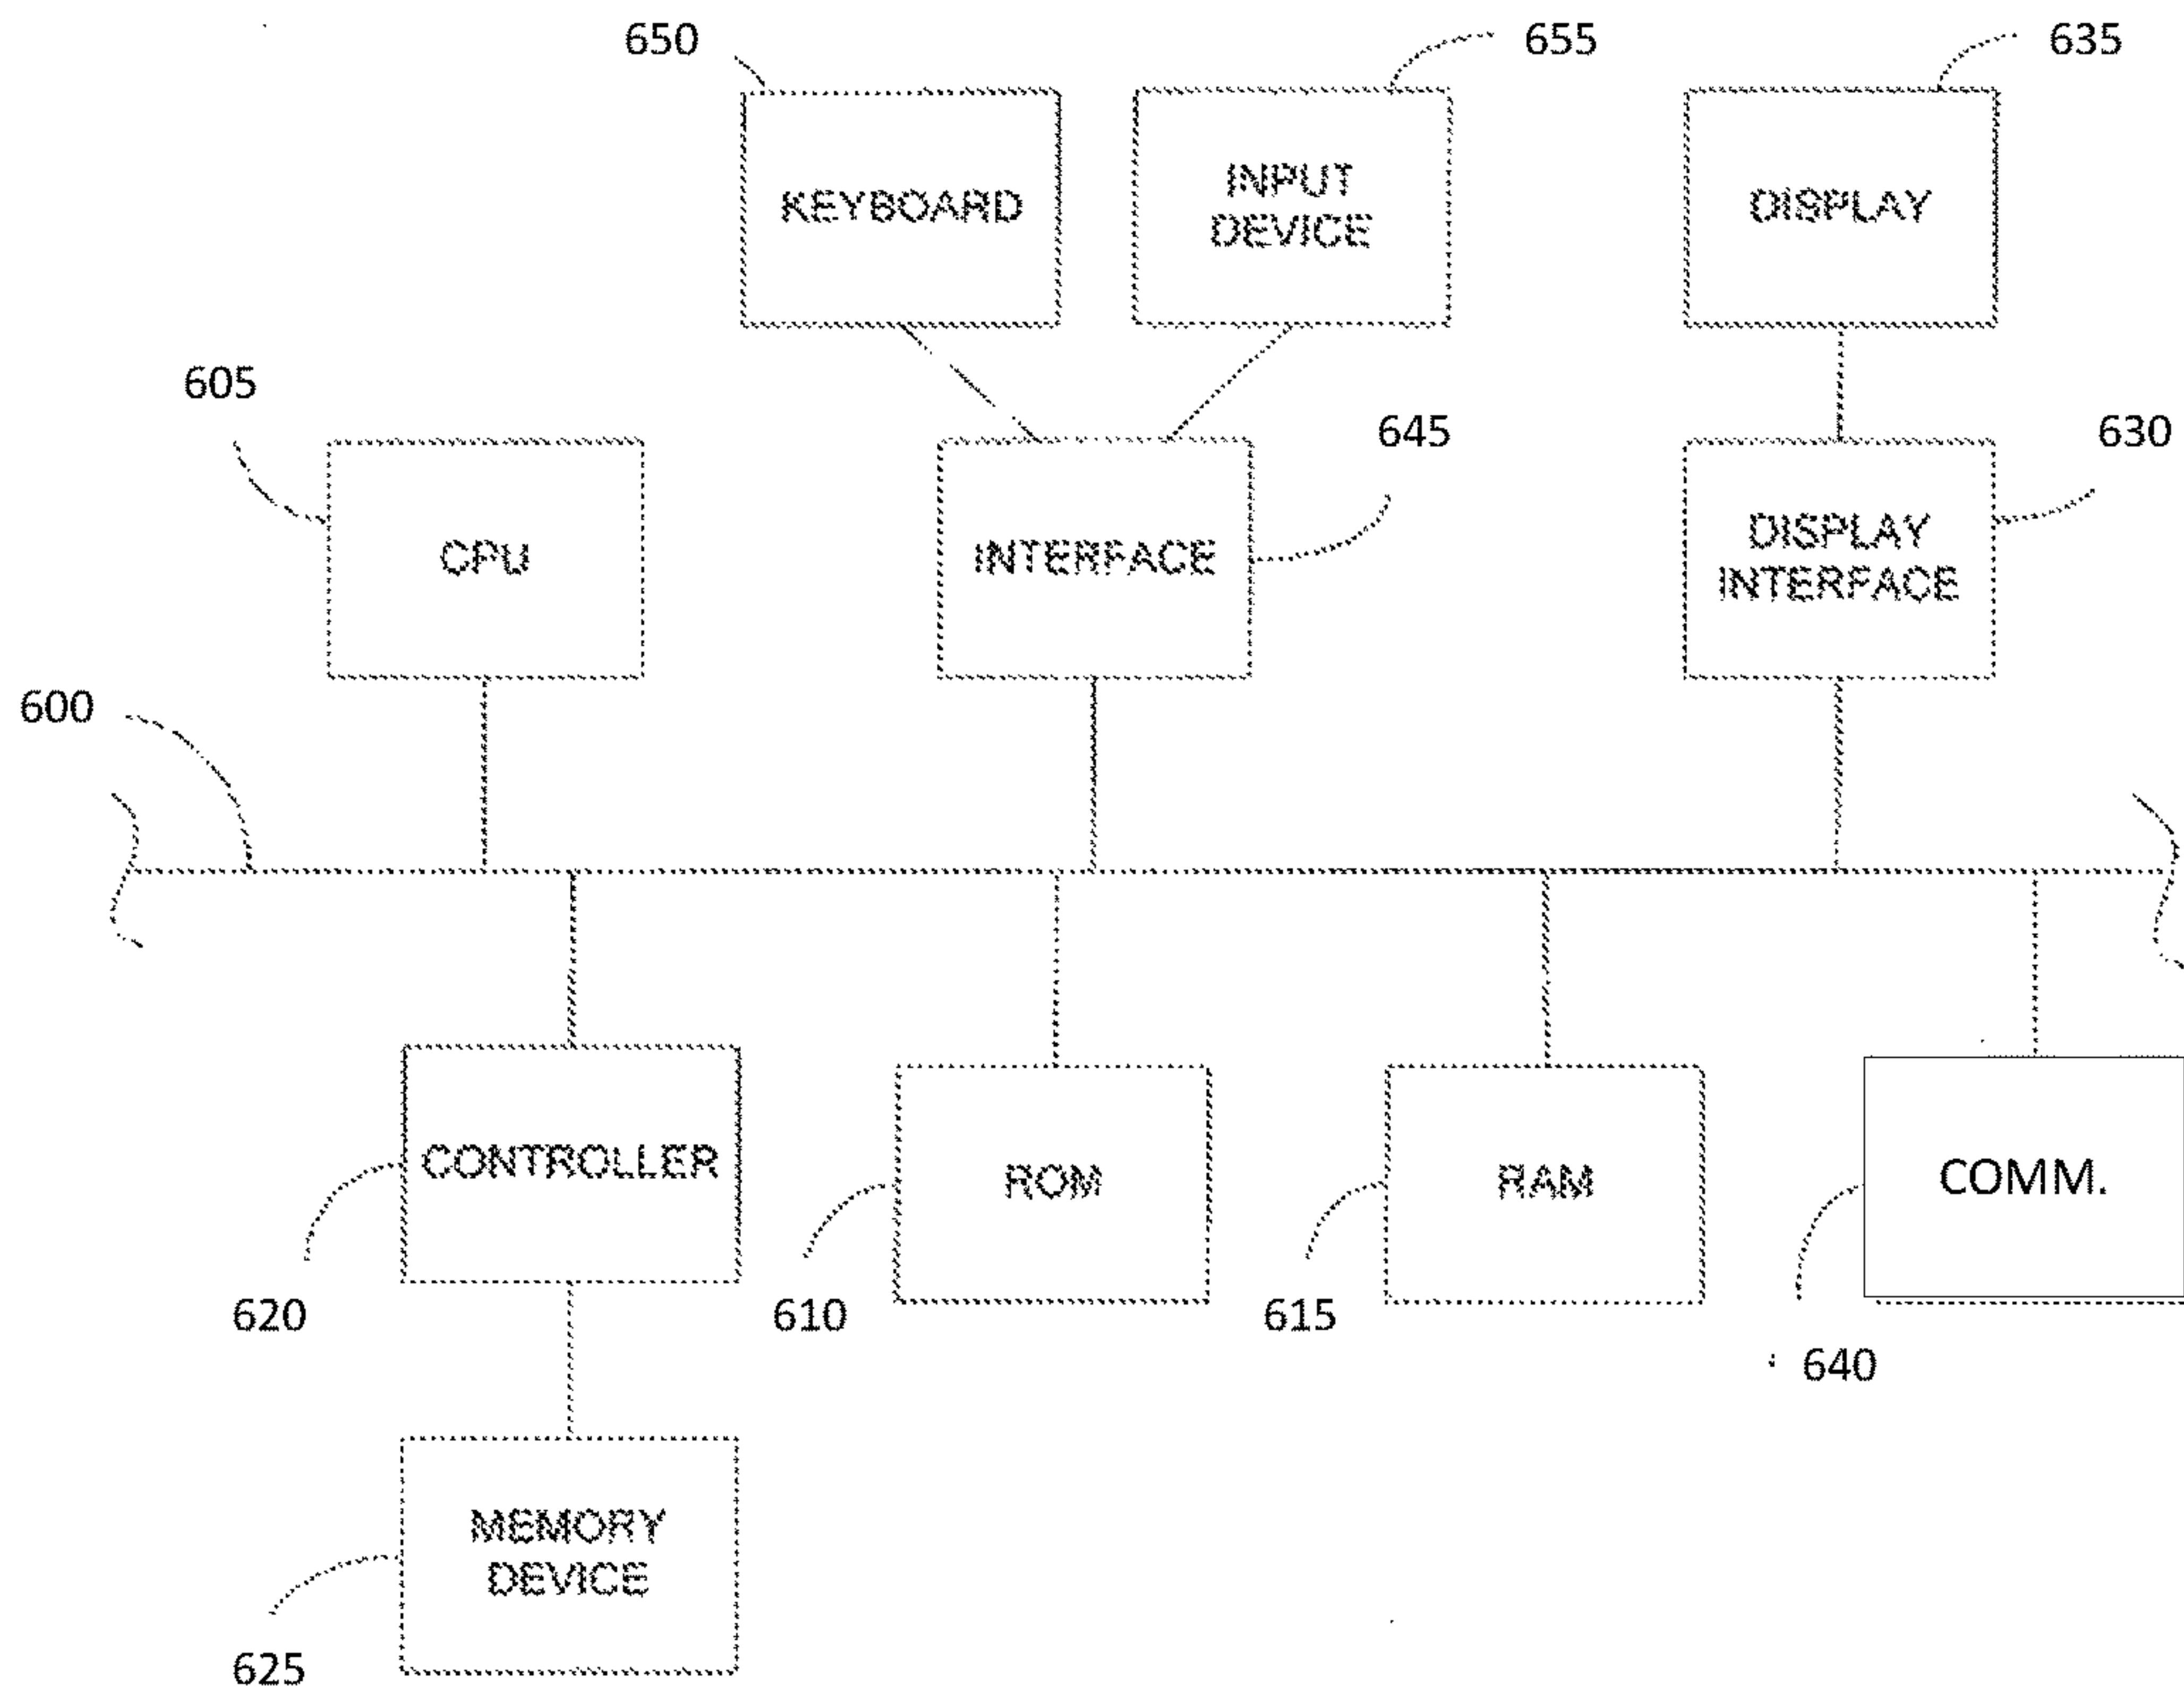 650
655
635
KEYBOARD
INPUT
DEVICE
DISPLAY
605
645
630
CPU
INTERFACE
DISPLAY
INTERFACE
600
CONTROLLER
ROM
RAM
COMM.
620
610
615
640
MEMORY
DEVICE
625